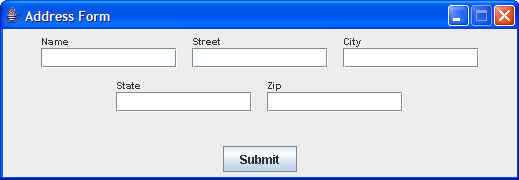 Address Form
Name Street City
State Zip
Submit